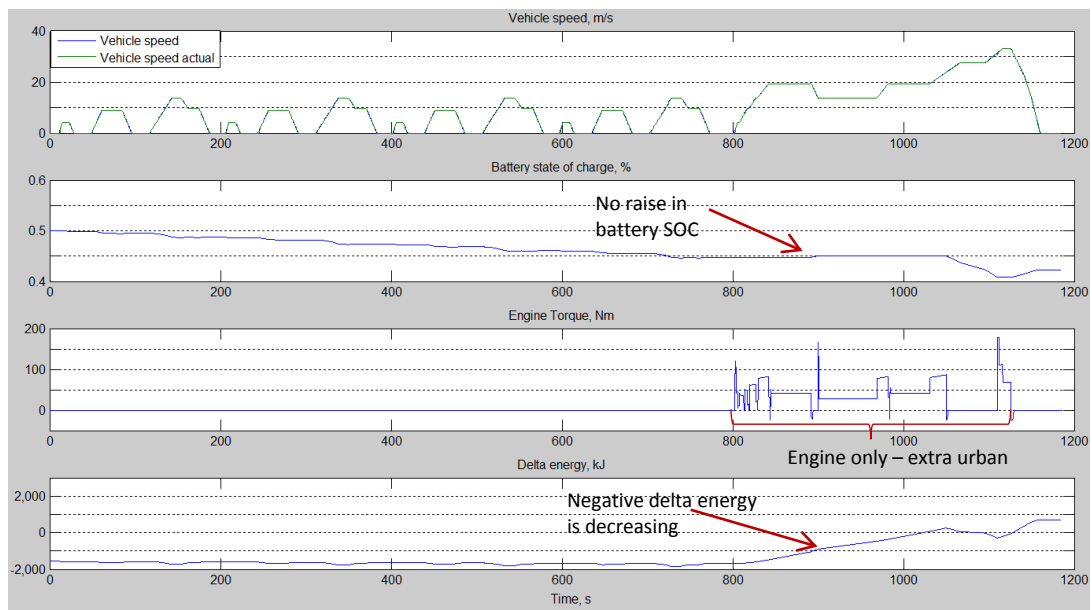 Vehicle speed, m/s
40
20
0
Vehicle speed
Vehicle speed actual
0 200 400 600 800 1000 1200
Battery state of charge, %
0.6
0.5
0.4
No raise in
battery SOC
0 200 400 600 800 1000 1200
Engine Torque, Nm
200
100
0
0 200 400 600 800 1000 1200
Engine only – extra urban
Delta energy, kJ
2,000
0
-2,000
Negative delta energy
is decreasing
0 200 400 600 800 1000 1200
Time, s